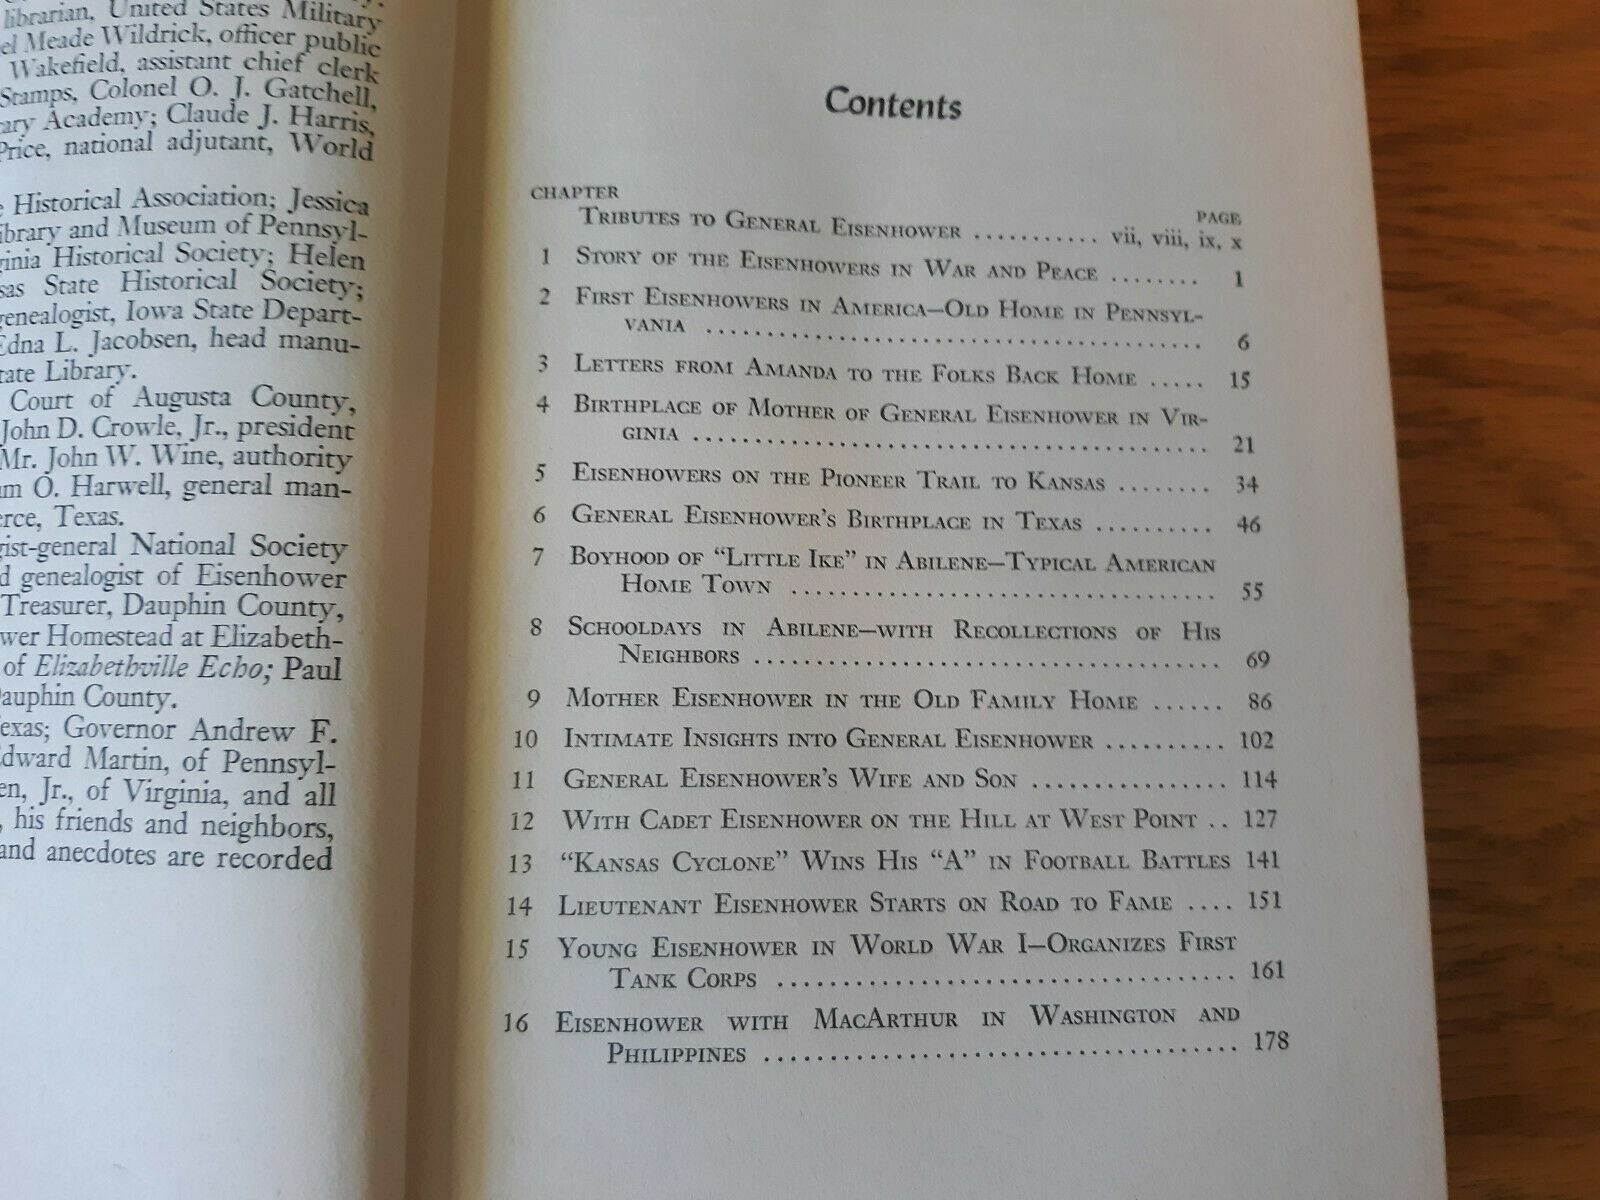 librarian, United States Military
Meade Wildrick, officer public
Wakefield, assistant chief clerk
Stamps, Colonel O. J. Gatchell,
Academy; Claude J. Harris,
Price, national adjutant, World
Historical Association; Jessica
Library and Museum of Pennsyl-
Historical Society; Helen
State Historical Society;
genealogist, Iowa State Depart-
Edna L. Jacobsen, head manu-
Library.
Court of Augusta County,
John D. Crowle, Jr., president
Mr. John W. Wine, authority
O. Harwell, general man-
Texas.
gist-general National Society
genealogist of Eisenhower
Treasurer, Dauphin County,
Homestead at Elizabeth-
of Elizabethville Echo; Paul
Dauphin County.
Texas; Governor Andrew F.
Edward Martin, of Pennsyl-
Jr., of Virginia, and all
his friends and neighbors,
and anecdotes are recorded
Contents
CHAPTER PAGE
TRIBUTES TO GENERAL EISENHOWER ........... vii, viii, ix, x
1 STORY OF THE EISENHOWERS IN WAR AND PEACE ........ 1
2 FIRST EISENHOWERS IN AMERICA—OLD HOME IN PENNSYL-
VANIA ...................................... 6
3 LETTERS FROM AMANDA TO THE FOLKS BACK HOME ..... 15
4 BIRTHPLACE OF MOTHER OF GENERAL EISENHOWER IN VIR-
GINIA ....................................... 21
5 EISENHOWERS ON THE PIONEER TRAIL TO KANSAS ........ 34
6 GENERAL EISENHOWER'S BIRTHPLACE IN TEXAS .......... 46
7 BOYHOOD OF "LITTLE IKE" IN ABILENE—TYPICAL AMERICAN
HOME TOWN ................................. 55
8 SCHOOLDAYS IN ABILENE—WITH RECOLLECTIONS OF HIS
NEIGHBORS .................................... 69
9 MOTHER EISENHOWER IN THE OLD FAMILY HOME ...... 86
10 INTIMATE INSIGHTS INTO GENERAL EISENHOWER .......... 102
11 GENERAL EISENHOWER'S WIFE AND SON ................ 114
12 WITH CADET EISENHOWER ON THE HILL AT WEST POINT .. 127
13 "KANSAS CYCLONE" WINS HIS "A" IN FOOTBALL BATTLES 141
14 LIEUTENANT EISENHOWER STARTS ON ROAD TO FAME .... 151
15 YOUNG EISENHOWER IN WORLD WAR I—ORGANIZES FIRST
TANK CORPS ................................... 161
16 EISENHOWER WITH MACARTHUR IN WASHINGTON AND
PHILIPPINES .................................... 178